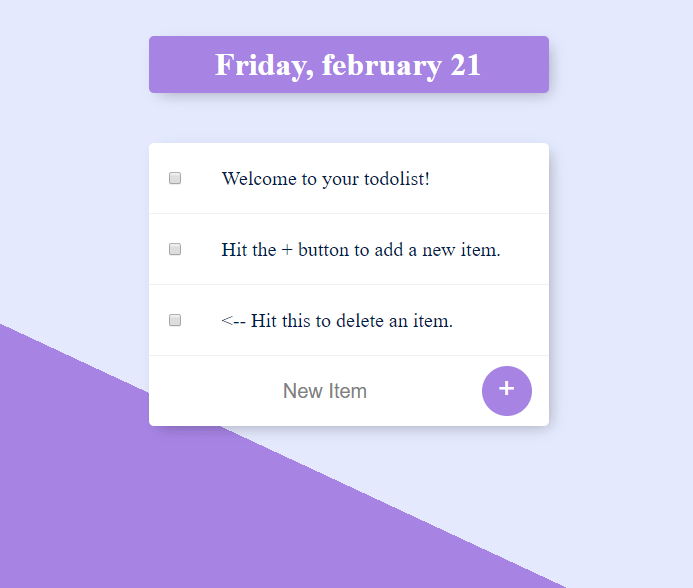 Friday, february 21
Welcome to your todolist!
Hit the + button to add a new item.
<-- Hit this to delete an item.
New Item
+